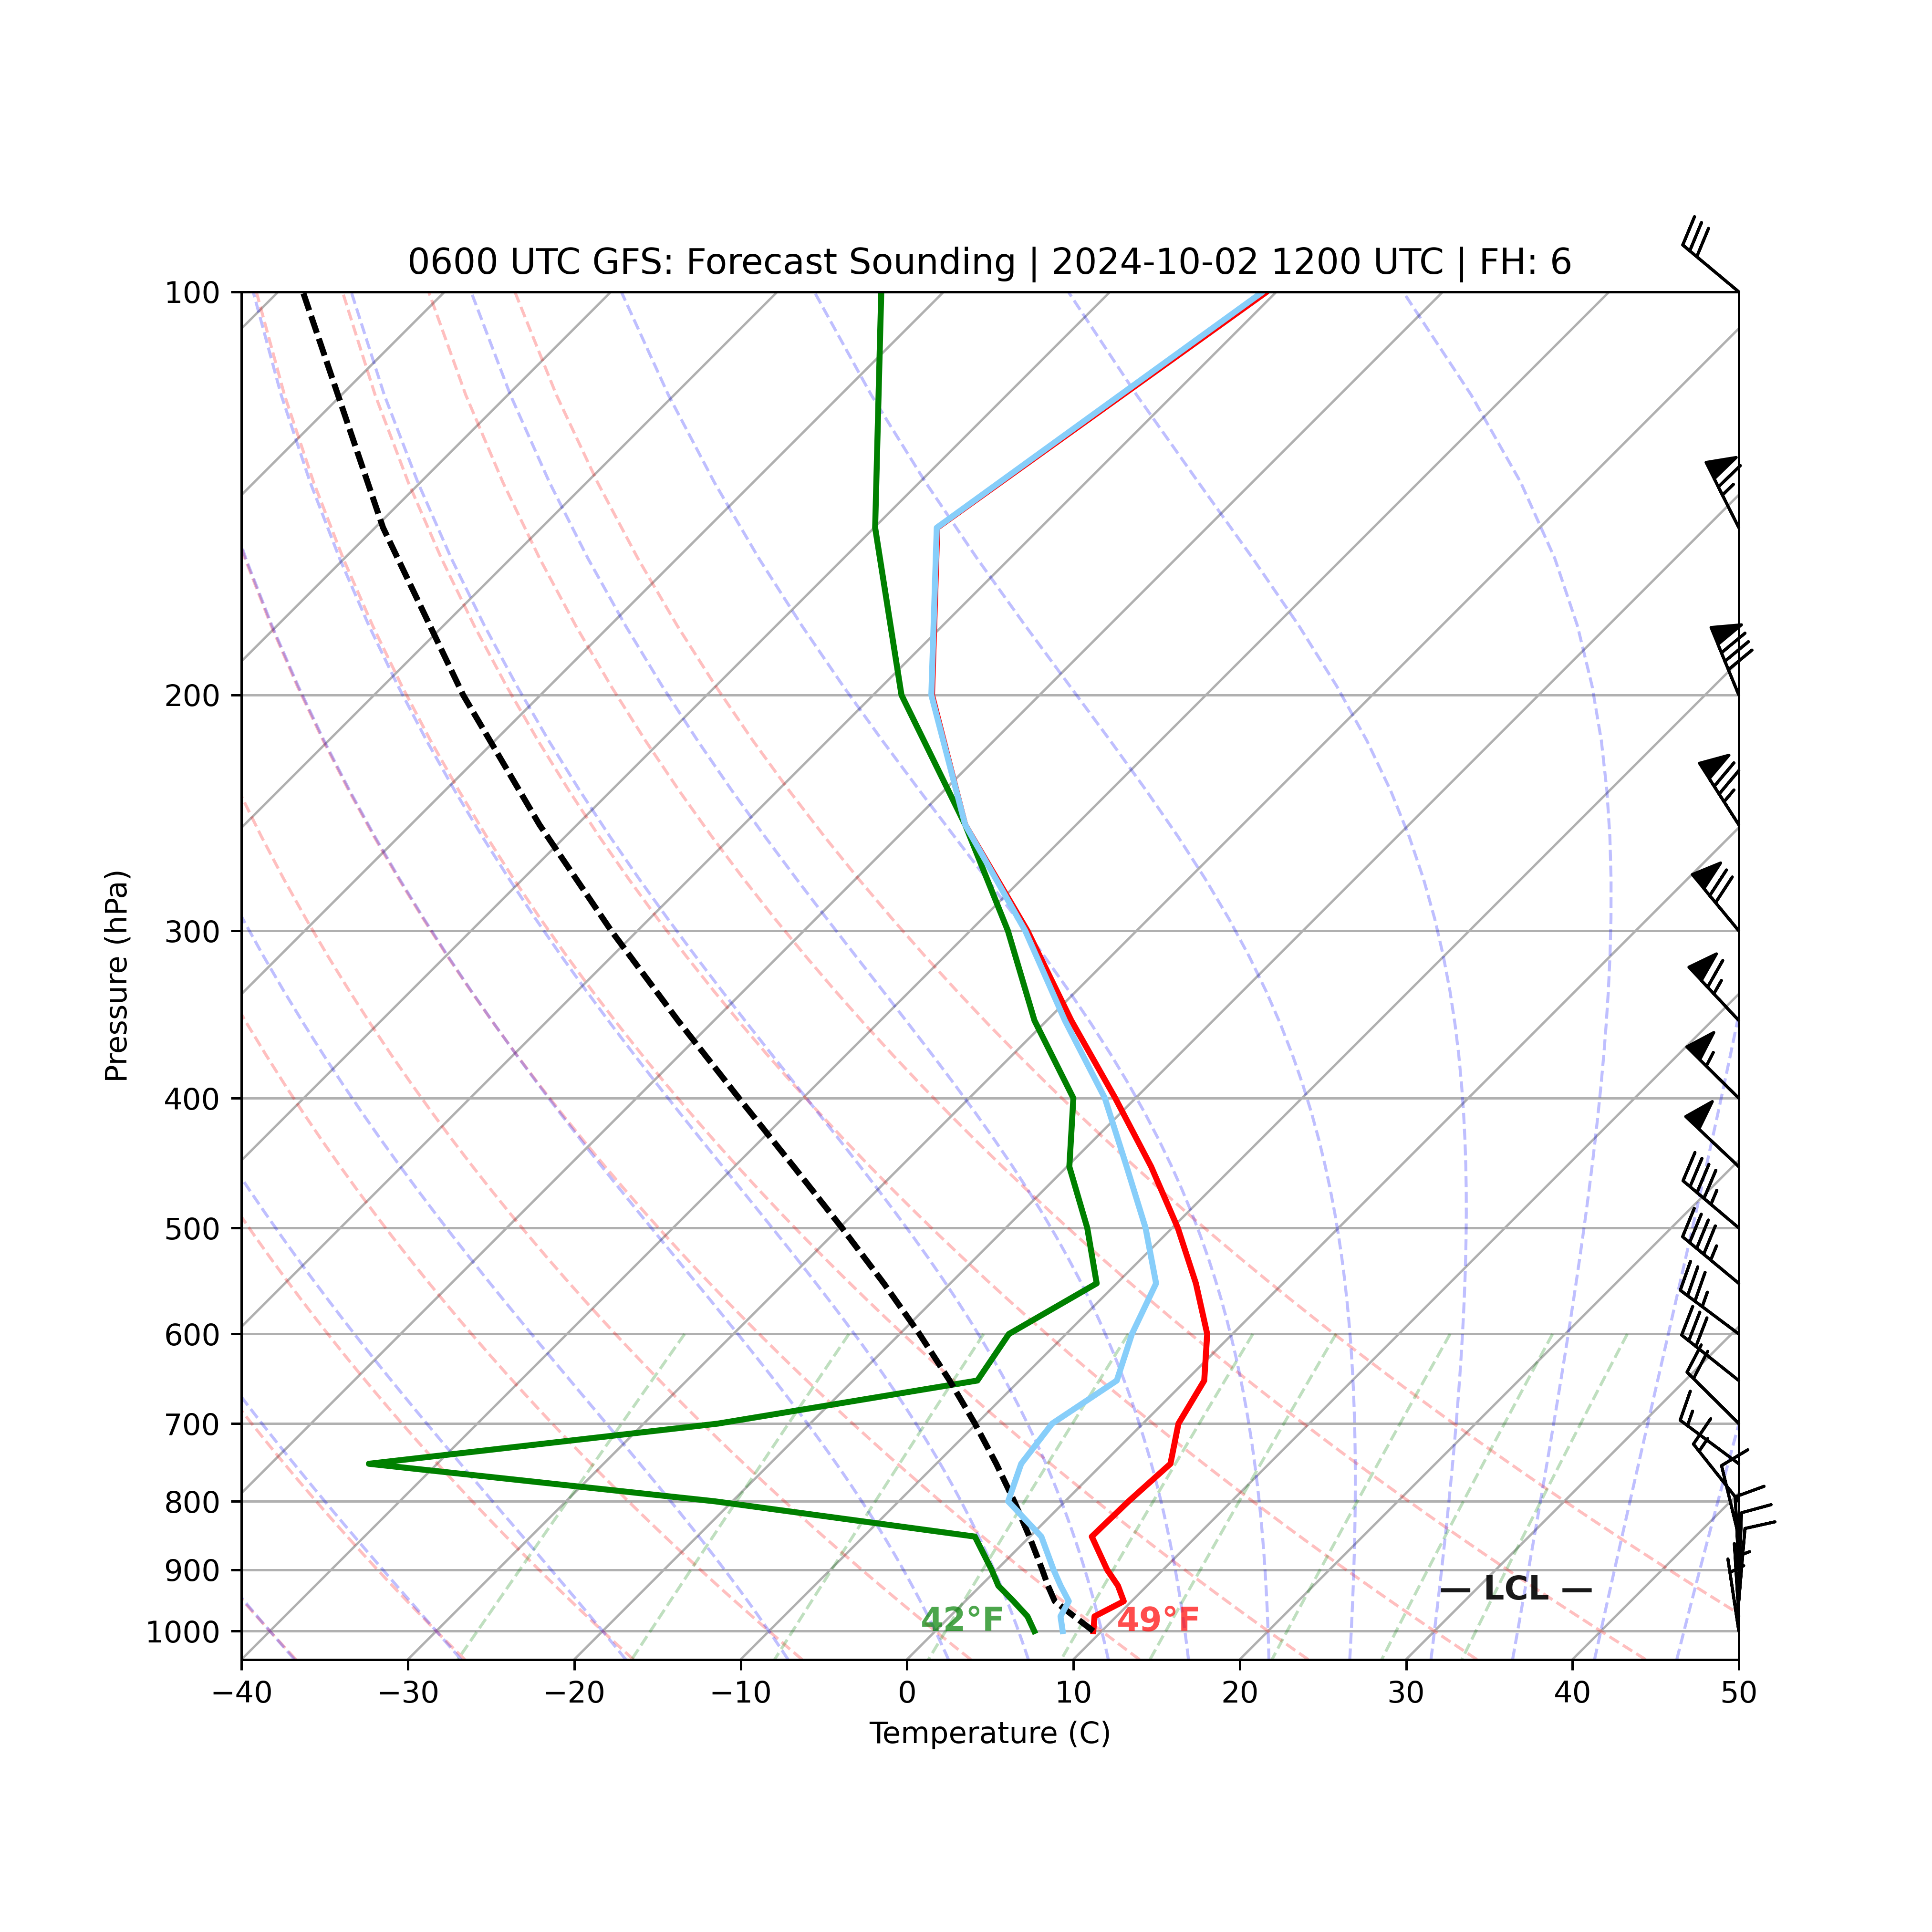 0600 UTC GFS: Forecast Sounding | 2024-10-02 1200 UTC | FH: 6
100
200
300
400
500
600
700
800
900
1000
Pressure (hPa)
— LCL —
42°F
49°F
−40 −30 −20 −10 0 10 20 30 40 50
Temperature (C)